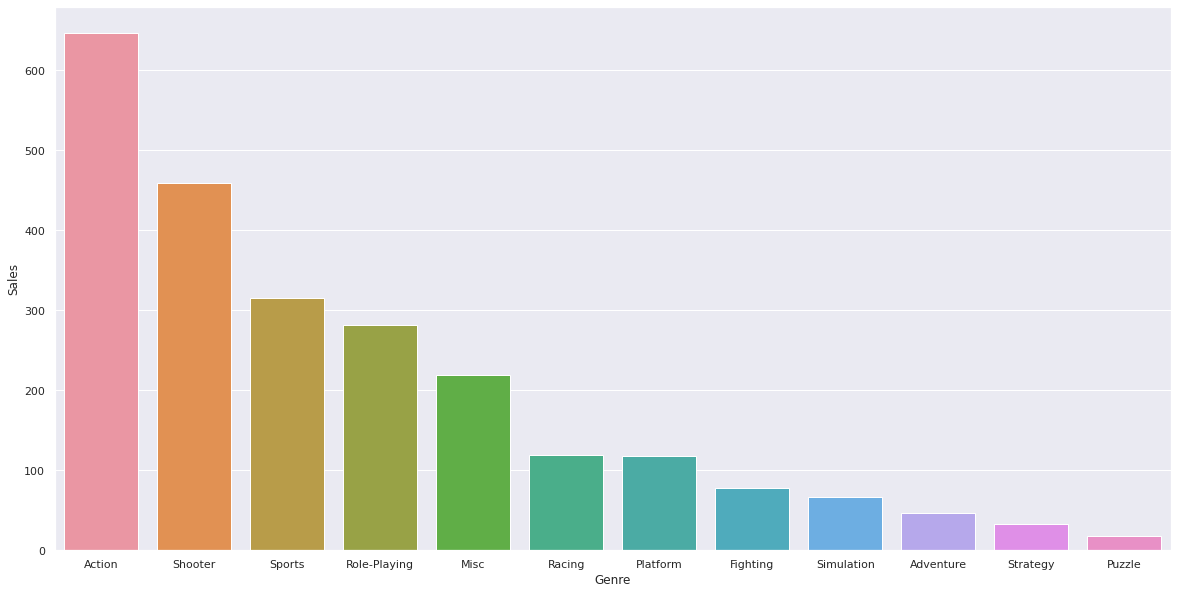 600
500
400
300
200
100
0
Sales
Action Shooter Sports Role-Playing Misc Racing Platform Fighting Simulation Adventure Strategy Puzzle
Genre